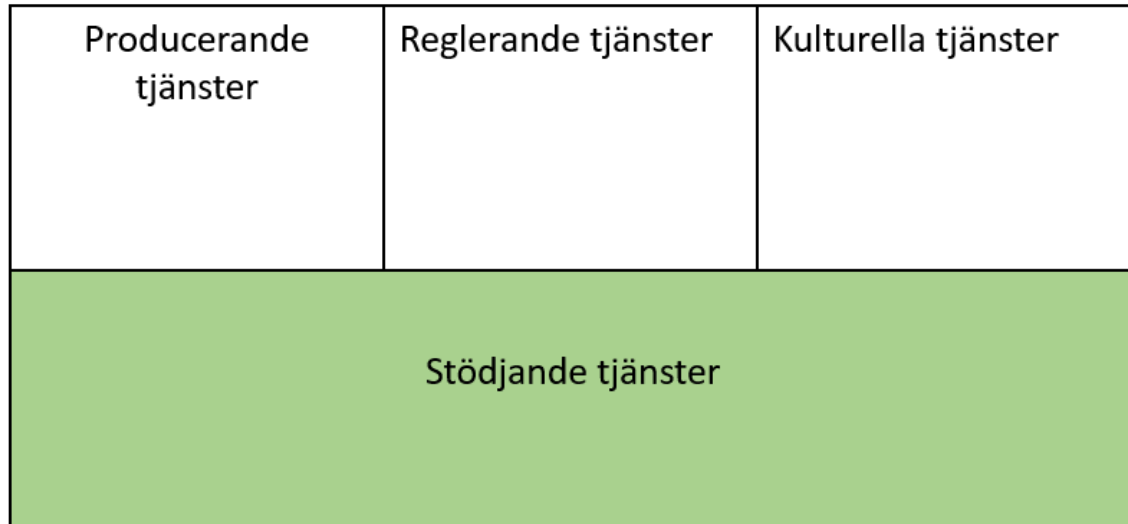 Producerande
tjänster
Reglerande tjänster
Kulturella tjänster
Stödjande tjänster